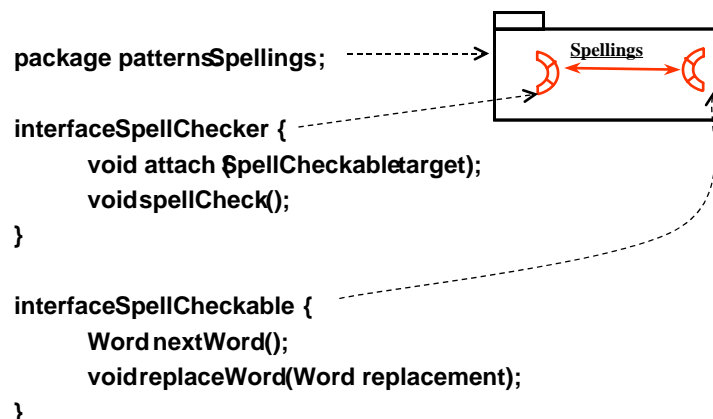 package patternsSpellings;
Spellings
interfaceSpellChecker {
void attach (SpellCheckabletarget);
voidspellCheck();
}
interfaceSpellCheckable {
Word nextWord();
voidreplaceWord(Word replacement);
}